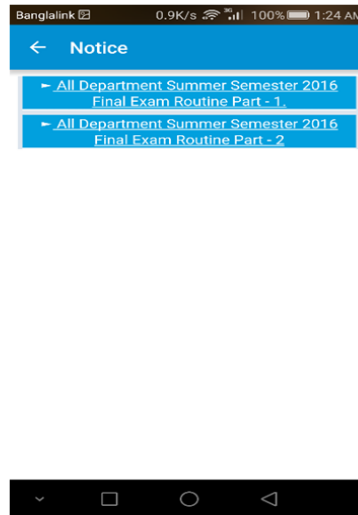 Banglalink 0.9K/s 3G 100% 1:24 AM
← Notice
► All Department Summer Semester 2016
Final Exam Routine Part - 1.
► All Department Summer Semester 2016
Final Exam Routine Part - 2